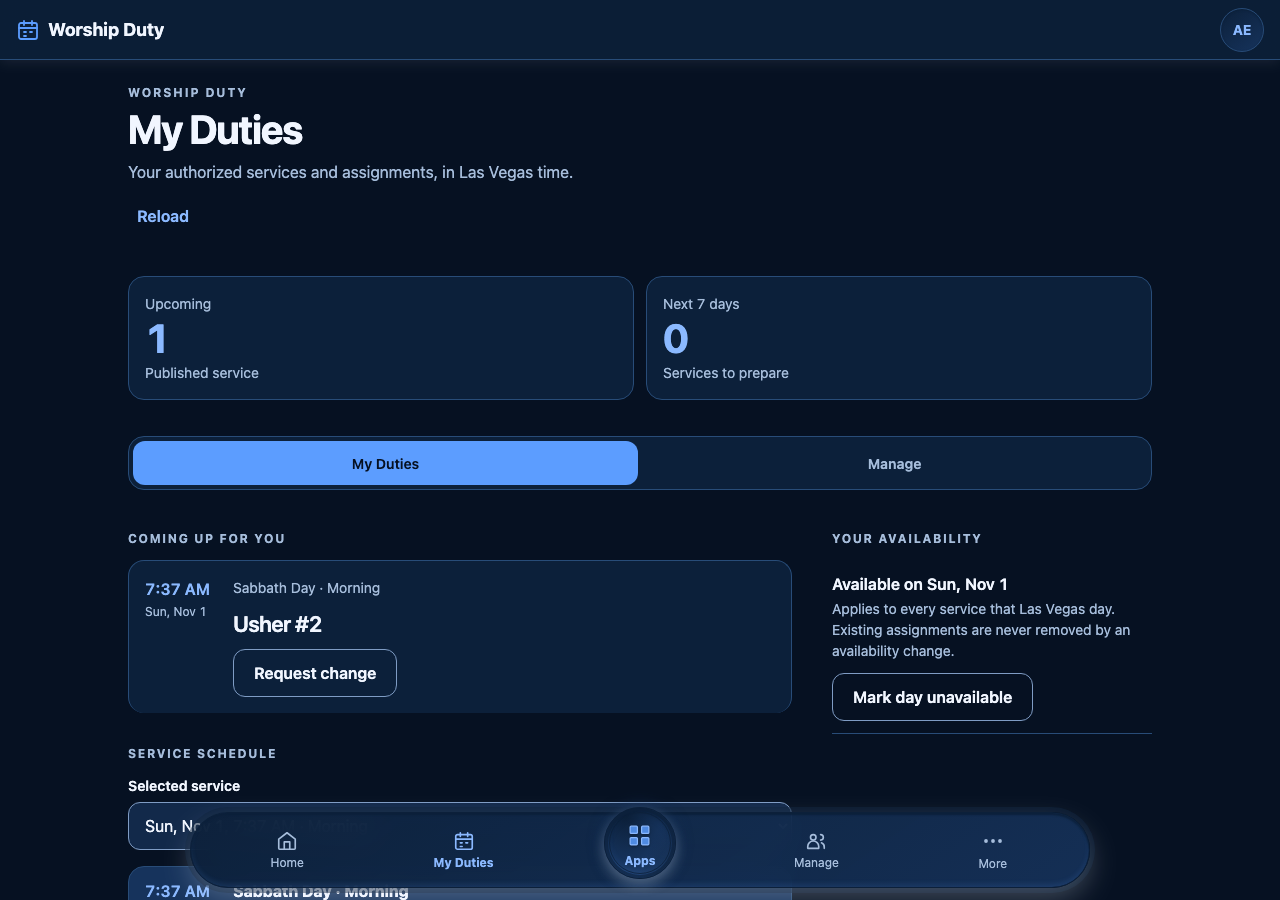 Worship Duty
AE
WORSHIP DUTY
My Duties
Your authorized services and assignments, in Las Vegas time.
Reload
Upcoming
1
Published service
Next 7 days
0
Services to prepare
My Duties
Manage
COMING UP FOR YOU
7:37 AM
Sun, Nov 1
Sabbath Day · Morning
Usher #2
Request change
YOUR AVAILABILITY
Available on Sun, Nov 1
Applies to every service that Las Vegas day.
Existing assignments are never removed by an
availability change.
Mark day unavailable
SERVICE SCHEDULE
Selected service
Sun,
7:37 AM
Sabbath Day · Morning
Home
My Duties
Apps
Manage
More